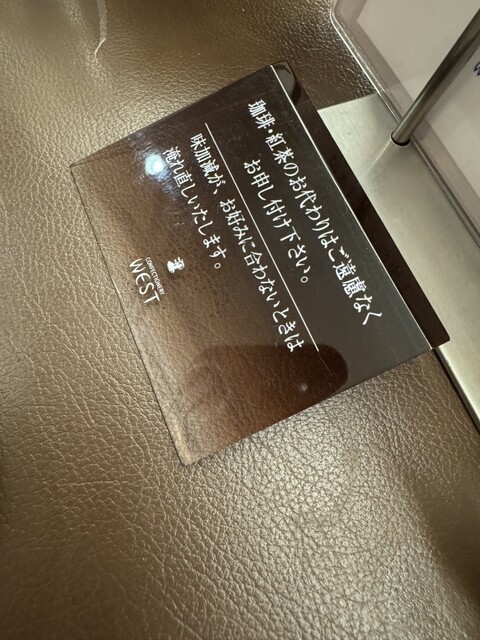 珈琲・紅茶のお代わりはご遠慮なく
お申し付け下さい。
味加減が、お好みに合わないときは
淹れ直しいたします。
CONFECTIONERY
WEST